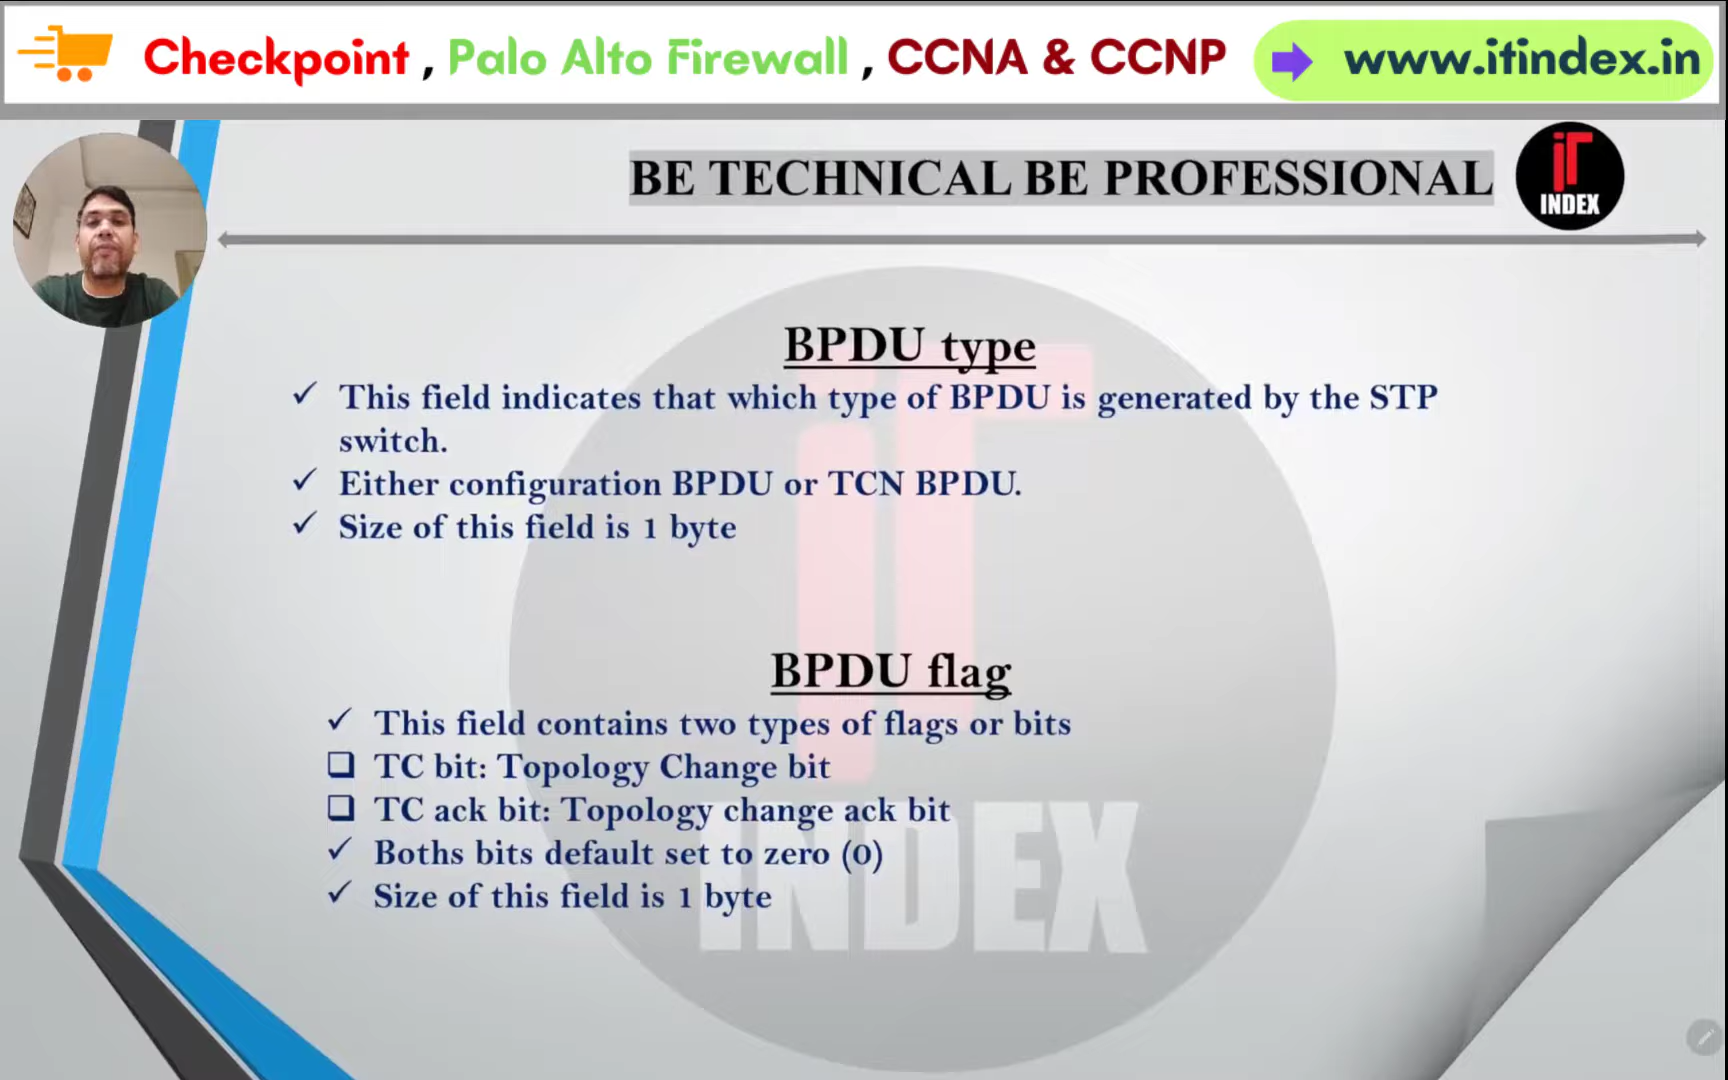 Checkpoint , Palo Alto Firewall , CCNA & CCNP www.itindex.in
BE TECHNICAL BE PROFESSIONAL
iT
INDEX
BPDU type
This field indicates that which type of BPDU is generated by the STP
switch.
Either configuration BPDU or TCN BPDU.
Size of this field is 1 byte
BPDU flag
This field contains two types of flags or bits
TC bit: Topology Change bit
TC ack bit: Topology change ack bit
Boths bits default set to zero (0)
Size of this field is 1 byte
INDEX